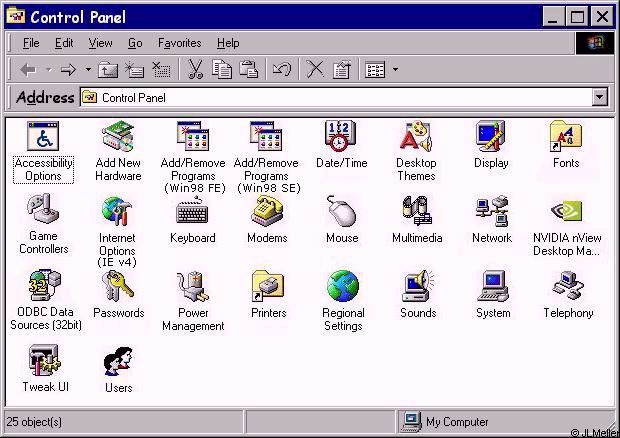 Control Panel
File Edit View Go Favorites Help
Address Control Panel
Accessibility Options
Add New Hardware
Add/Remove Programs (Win98 FE)
Add/Remove Programs (Win98 SE)
Date/Time
Desktop Themes
Display
Fonts
Game Controllers
Internet Options (IE v4)
Keyboard
Modems
Mouse
Multimedia
Network
NVIDIA nView Desktop Ma...
ODBC Data Sources (32bit)
Passwords
Power Management
Printers
Regional Settings
Sounds
System
Telephony
Tweak UI
Users
25 object(s) My Computer